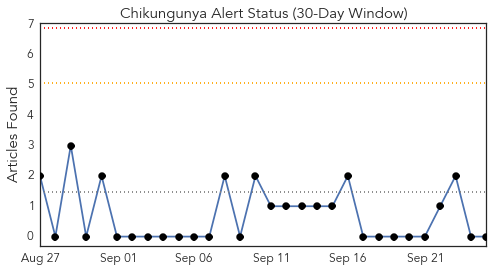 Chikungunya Alert Status (30-Day Window)
Articles Found
7
6
5
4
3
2
1
0
Aug 27
Sep 01
Sep 06
Sep 11
Sep 16
Sep 21